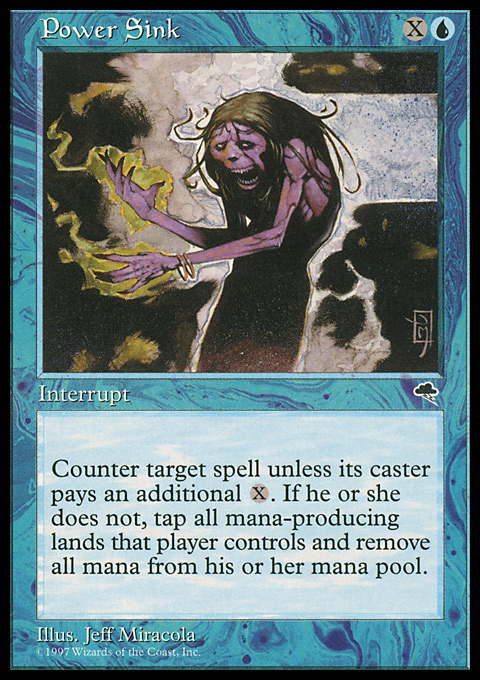 Power Sink X
Interrupt
Counter target spell unless its caster
pays an additional X. If he or she
does not, tap all mana-producing
lands that player controls and remove
all mana from his or her mana pool.
Illus. Jeff Miracola
©1997 Wizards of the Coast, Inc.